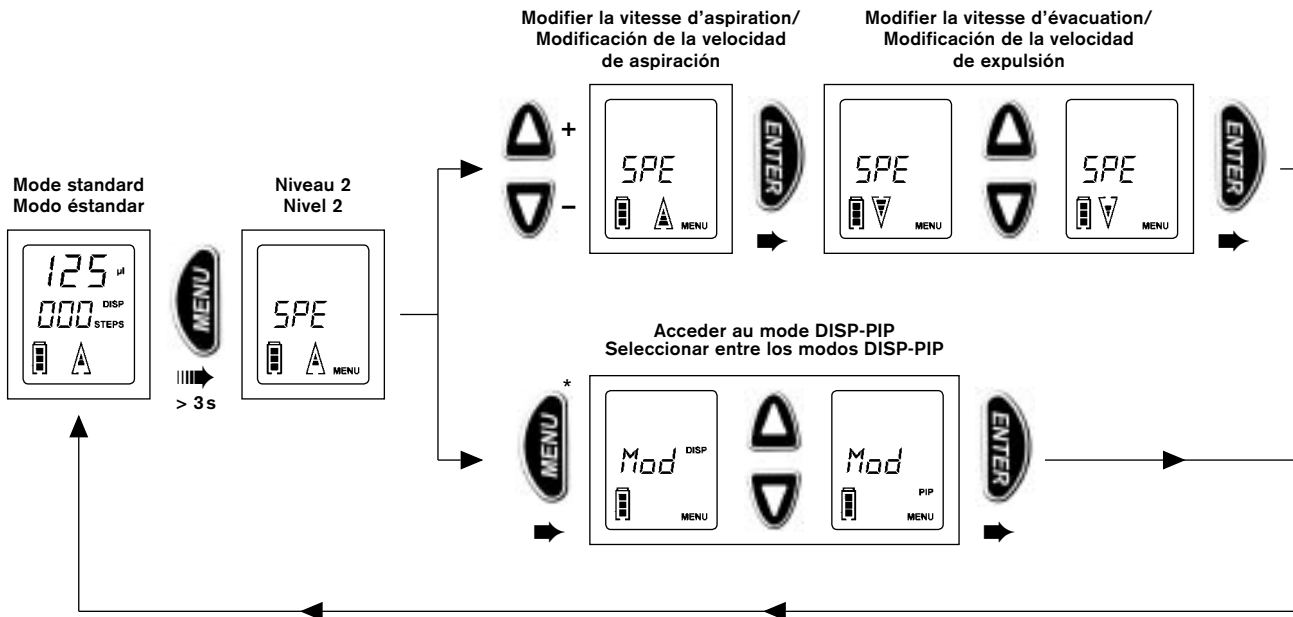 Modifier la vitesse d'aspiration/
Modificación de la velocidad
de aspiración
Modifier la vitesse d'évacuation/
Modificación de la velocidad
de expulsión
Mode standard
Modo éstandar
125 µl
000 DISP
STEPS
MENU
> 3 s
Niveau 2
Nivel 2
SPE
MENU
+
–
SPE
MENU
ENTER
SPE
MENU
SPE
MENU
ENTER
Acceder au mode DISP-PIP
Seleccionar entre los modos DISP-PIP
MENU *
Mod DISP
MENU
Mod
PIP
MENU
ENTER